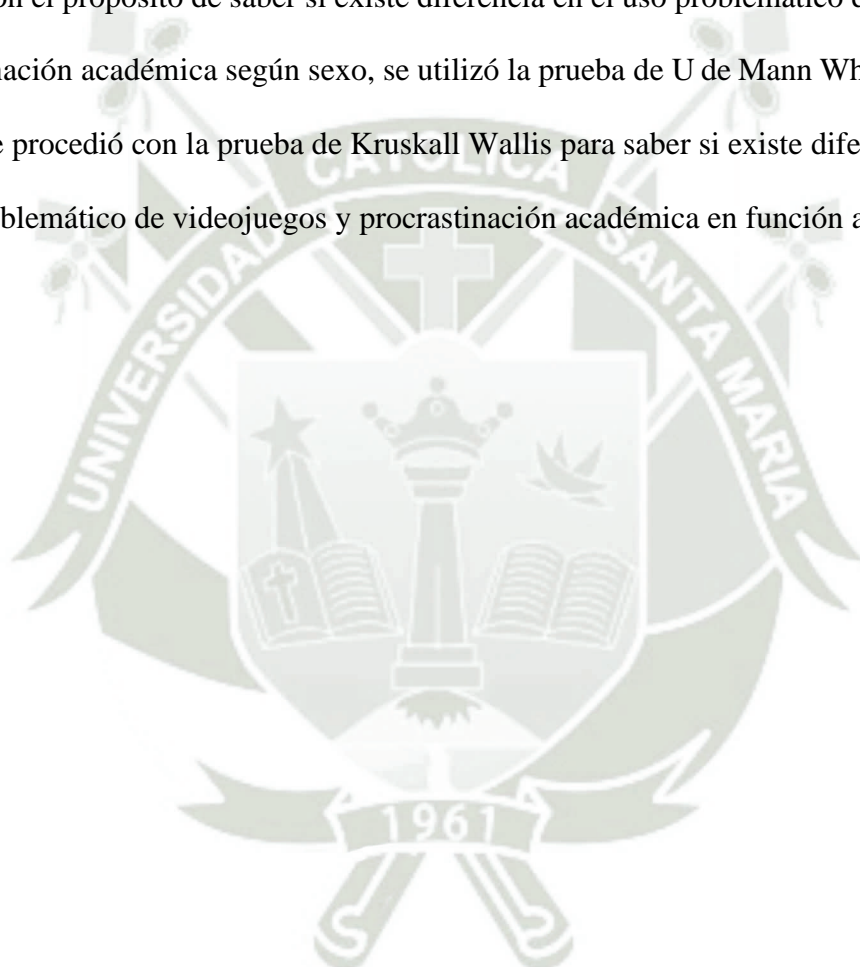 on el propósito de saber si existe diferencia en el uso problemático
nación académica según sexo, se utilizó la prueba de U de Mann Wh
e procedió con la prueba de Kruskall Wallis para saber si existe dife
oblemático de videojuegos y procrastinación académica en función a
UNIVERSIDAD CATOLICA SANTA MARIA
1961